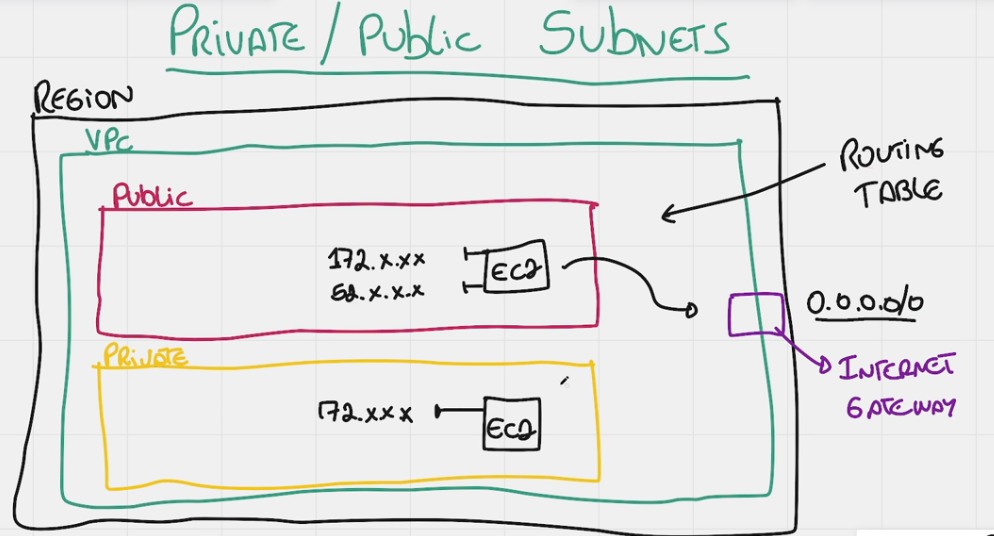 PRIVATE / PUBLIC SUBNETS
REGION
VPC
PUBLIC
ROUTING
TABLE
172.x.xx
52.x.x.x
EC2
0.0.0.0/0
PRIVATE
INTERNET
GATEWAY
172.xxx
EC2